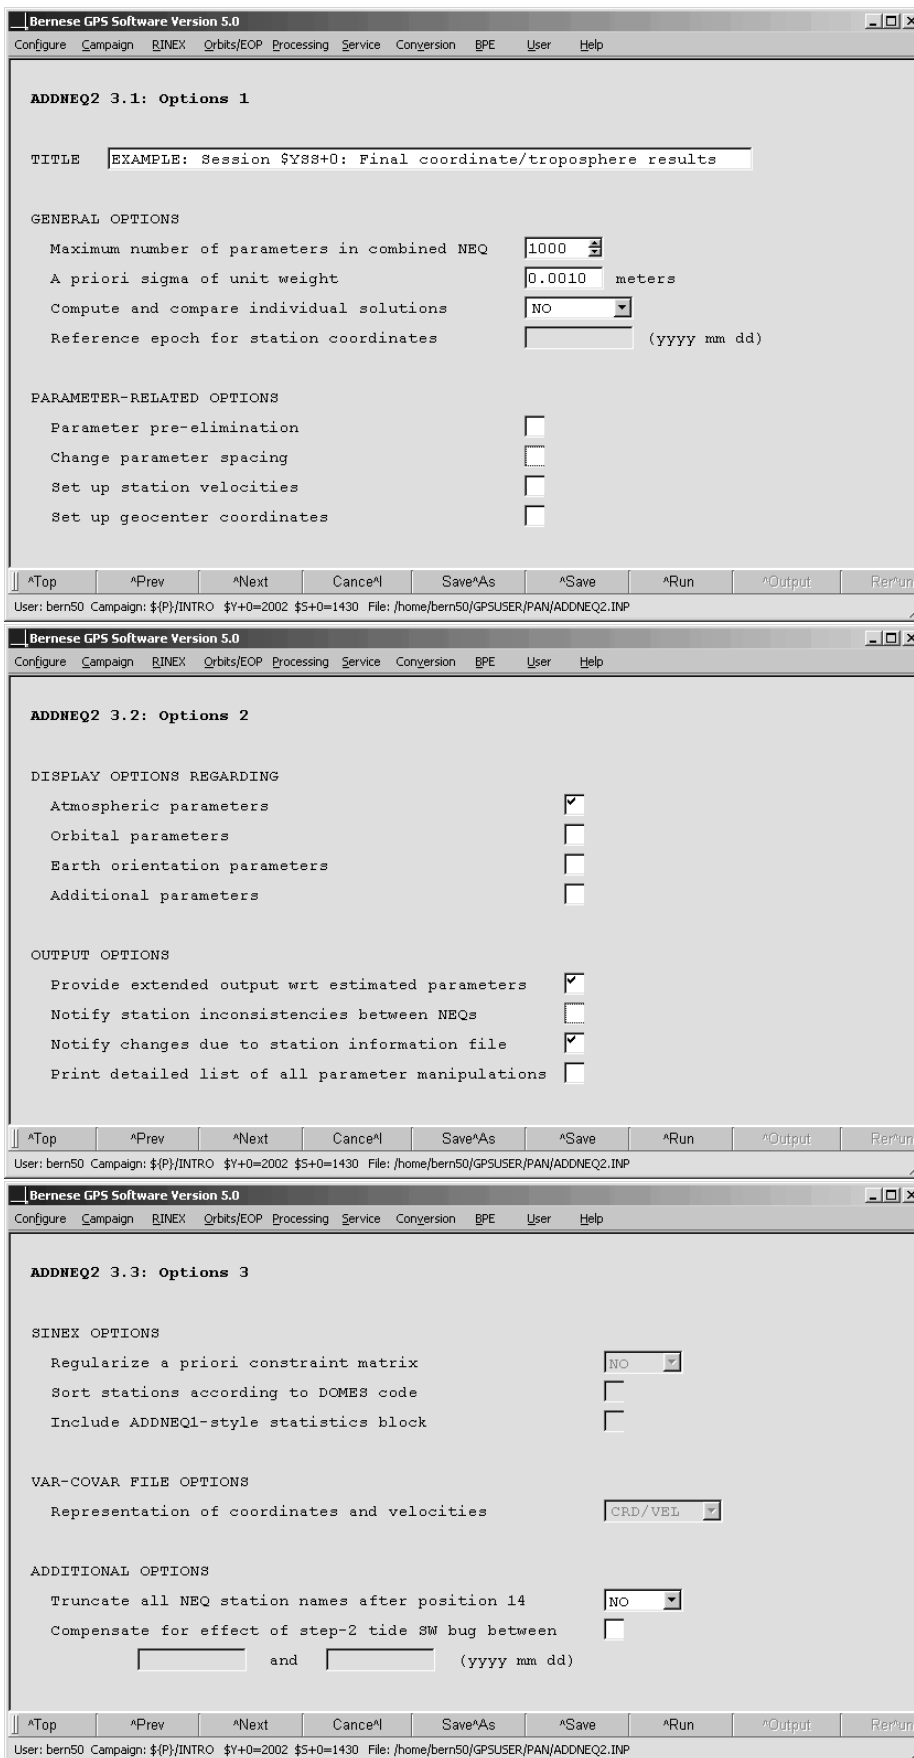 Bernese GPS Software Version 5.0
Configure Campaign RINEX Orbits/EOP Processing Service Conversion BPE User Help
ADDNEQ2 3.1: Options 1
TITLE EXAMPLE: Session $YSS+0: Final coordinate/troposphere results
GENERAL OPTIONS
Maximum number of parameters in combined NEQ 1000
A priori sigma of unit weight 0.0010 meters
Compute and compare individual solutions NO
Reference epoch for station coordinates (yyyy mm dd)
PARAMETER-RELATED OPTIONS
Parameter pre-elimination
Change parameter spacing
Set up station velocities
Set up geocenter coordinates
^Top ^Prev ^Next Cance^l Save^As ^Save ^Run ^Output Rer^un
User: bern50 Campaign: ${P}/INTRO $Y+0=2002 $S+0=1430 File: /home/bern50/GPSUSER/PAN/ADDNEQ2.INP
Bernese GPS Software Version 5.0
Configure Campaign RINEX Orbits/EOP Processing Service Conversion BPE User Help
ADDNEQ2 3.2: Options 2
DISPLAY OPTIONS REGARDING
Atmospheric parameters
Orbital parameters
Earth orientation parameters
Additional parameters
OUTPUT OPTIONS
Provide extended output wrt estimated parameters
Notify station inconsistencies between NEQs
Notify changes due to station information file
Print detailed list of all parameter manipulations
^Top ^Prev ^Next Cance^l Save^As ^Save ^Run ^Output Rer^un
User: bern50 Campaign: ${P}/INTRO $Y+0=2002 $S+0=1430 File: /home/bern50/GPSUSER/PAN/ADDNEQ2.INP
Bernese GPS Software Version 5.0
Configure Campaign RINEX Orbits/EOP Processing Service Conversion BPE User Help
ADDNEQ2 3.3: Options 3
SINEX OPTIONS
Regularize a priori constraint matrix NO
Sort stations according to DOMES code
Include ADDNEQ1-style statistics block
VAR-COVAR FILE OPTIONS
Representation of coordinates and velocities CRD/VEL
ADDITIONAL OPTIONS
Truncate all NEQ station names after position 14 NO
Compensate for effect of step-2 tide SW bug between
and (yyyy mm dd)
^Top ^Prev ^Next Cance^l Save^As ^Save ^Run ^Output Rer^un
User: bern50 Campaign: ${P}/INTRO $Y+0=2002 $S+0=1430 File: /home/bern50/GPSUSER/PAN/ADDNEQ2.INP